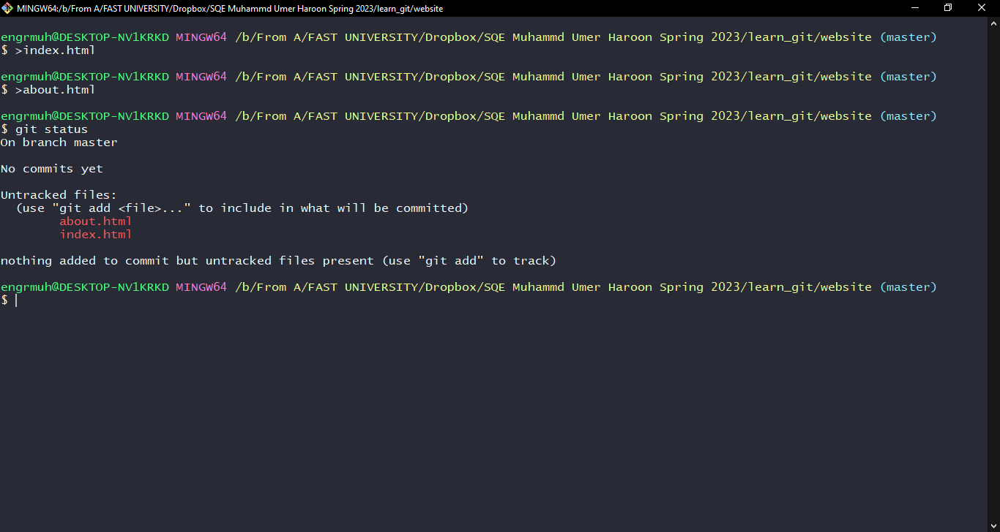 MINGW64:/b/From A/FAST UNIVERSITY/Dropbox/SQE Muhammd Umer Haroon Spring 2023/learn_git/website
engrmuh@DESKTOP-NV1KRKD MINGW64 /b/From A/FAST UNIVERSITY/Dropbox/SQE Muhammd Umer Haroon Spring 2023/learn_git/website (master)
$ >index.html
engrmuh@DESKTOP-NV1KRKD MINGW64 /b/From A/FAST UNIVERSITY/Dropbox/SQE Muhammd Umer Haroon Spring 2023/learn_git/website (master)
$ >about.html
engrmuh@DESKTOP-NV1KRKD MINGW64 /b/From A/FAST UNIVERSITY/Dropbox/SQE Muhammd Umer Haroon Spring 2023/learn_git/website (master)
$ git status
On branch master
No commits yet
Untracked files:
  (use "git add <file>..." to include in what will be committed)
        about.html
        index.html
nothing added to commit but untracked files present (use "git add" to track)
engrmuh@DESKTOP-NV1KRKD MINGW64 /b/From A/FAST UNIVERSITY/Dropbox/SQE Muhammd Umer Haroon Spring 2023/learn_git/website (master)
$